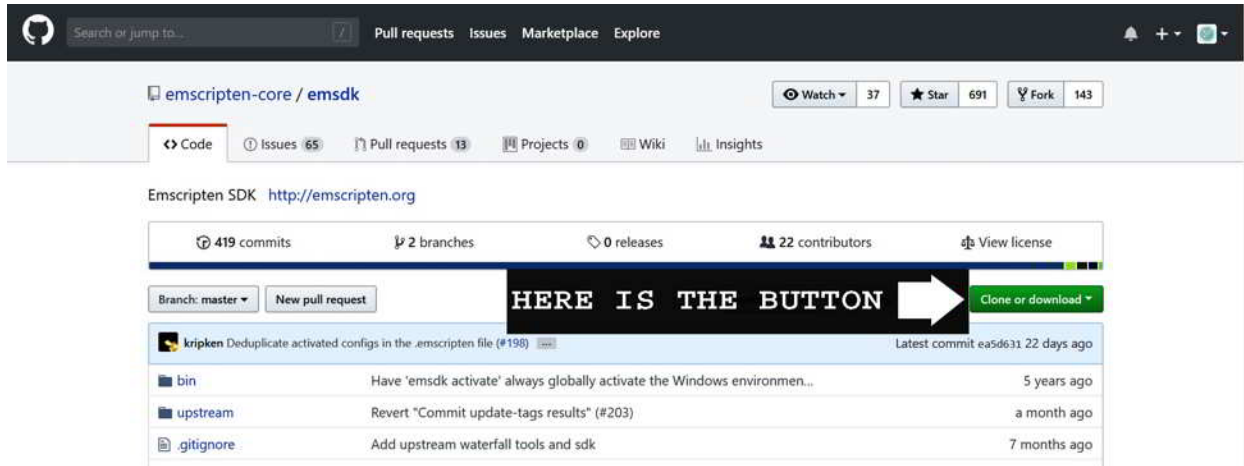 Search or jump to... / Pull requests Issues Marketplace Explore
emscripten-core / emsdk Watch 37 Star 691 Fork 143
Code Issues 65 Pull requests 13 Projects 0 Wiki Insights
Emscripten SDK http://emscripten.org
419 commits 2 branches 0 releases 22 contributors View license
Branch: master New pull request HERE IS THE BUTTON Clone or download
kripken Deduplicate activated configs in the .emscripten file (#198) ... Latest commit ea5d631 22 days ago
bin Have 'emsdk activate' always globally activate the Windows environmen... 5 years ago
upstream Revert "Commit update-tags results" (#203) a month ago
.gitignore Add upstream waterfall tools and sdk 7 months ago